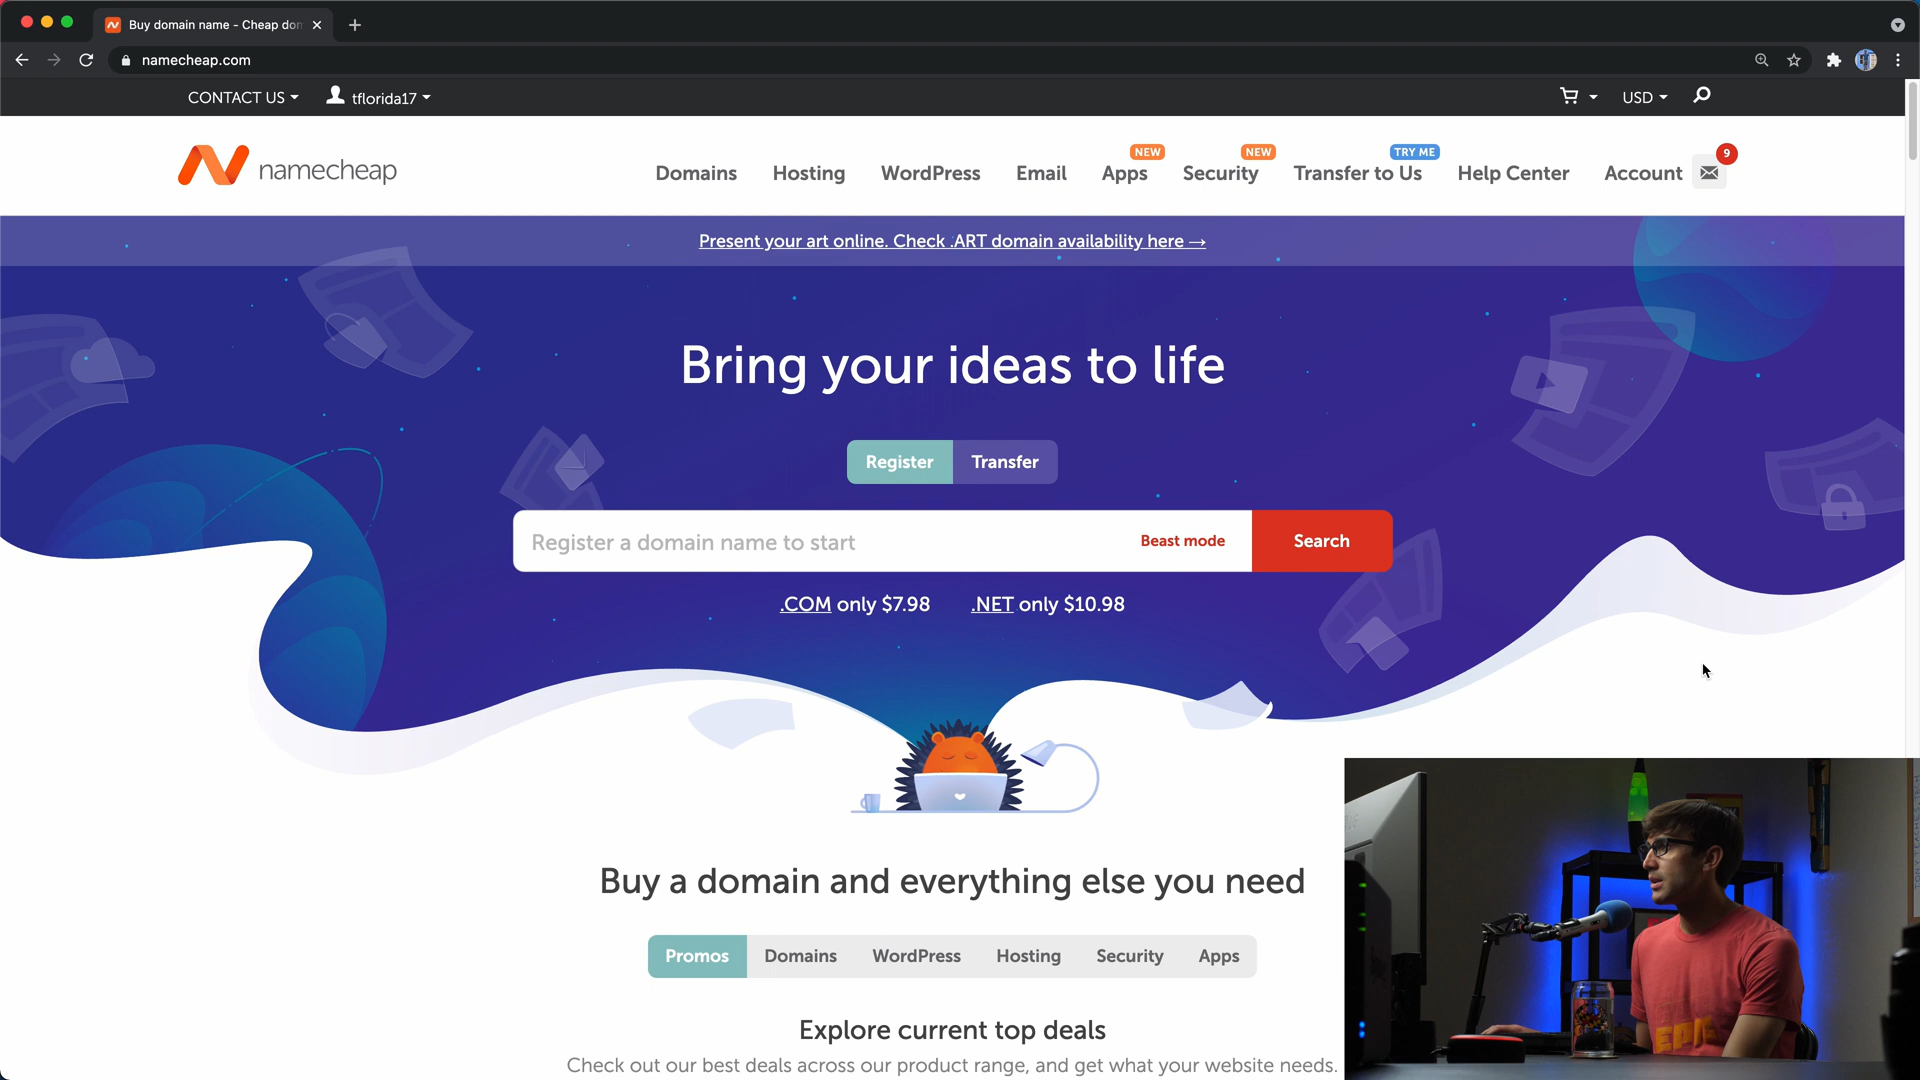 Buy domain name - Cheap dom
namecheap.com
CONTACT US
tflorida17
USD
namecheap
Domains
Hosting
WordPress
Email
Apps
NEW
Security
NEW
Transfer to Us
TRY ME
Help Center
Account
9
Present your art online. Check .ART domain availability here →
Bring your ideas to life
Register
Transfer
Register a domain name to start
Beast mode
Search
.COM only $7.98
.NET only $10.98
Buy a domain and everything else you need
Promos
Domains
WordPress
Hosting
Security
Apps
Explore current top deals
Check out our best deals across our product range, and get what your website needs.
EPIC